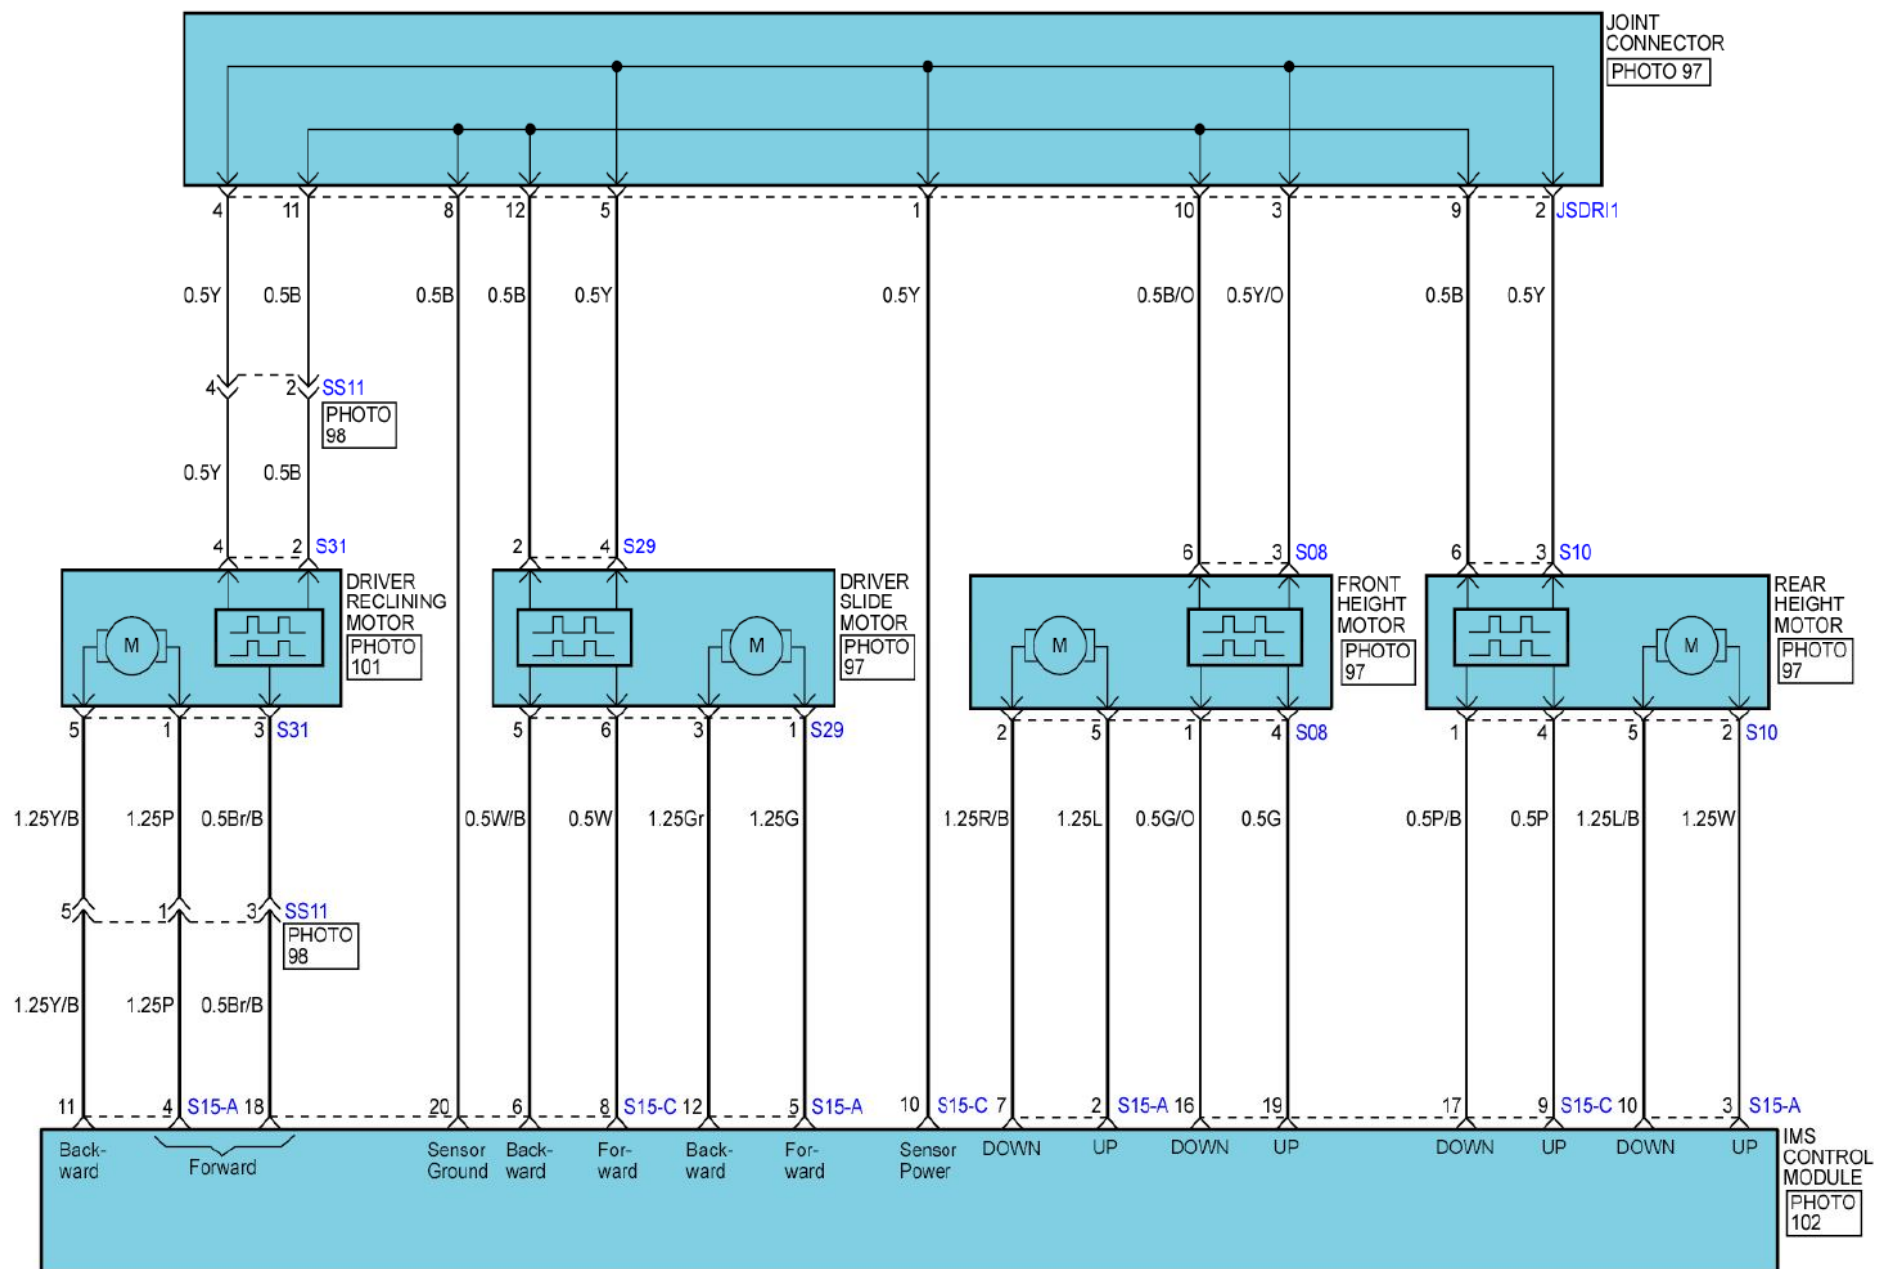 JOINT
CONNECTOR
PHOTO 97
4 11 8 12 5 1 10 3 9 2 JSDRI1
0.5Y 0.5B 0.5B 0.5B 0.5Y 0.5Y 0.5B/O 0.5Y/O 0.5B 0.5Y
4 2 SS11
PHOTO
98
0.5Y 0.5B
4 2 S31 2 4 S29 6 3 S08 6 3 S10
DRIVER
RECLINING
MOTOR
PHOTO
101
M
DRIVER
SLIDE
MOTOR
PHOTO
97
M
FRONT
HEIGHT
MOTOR
PHOTO
97
M
REAR
HEIGHT
MOTOR
PHOTO
97
M
5 1 3 S31 5 6 3 1 S29 2 5 1 4 S08 1 4 5 2 S10
1.25Y/B 1.25P 0.5Br/B 0.5W/B 0.5W 1.25Gr 1.25G 1.25R/B 1.25L 0.5G/O 0.5G 0.5P/B 0.5P 1.25L/B 1.25W
5 1 3 SS11
PHOTO
98
1.25Y/B 1.25P 0.5Br/B
11 4 S15-A 18 20 6 8 S15-C 12 5 S15-A 10 S15-C 7 2 S15-A 16 19 17 9 S15-C 10 3 S15-A
Back-
ward
Forward
Sensor
Ground
Back-
ward
For-
ward
Back-
ward
For-
ward
Sensor
Power
DOWN UP DOWN UP DOWN UP DOWN UP
IMS
CONTROL
MODULE
PHOTO
102